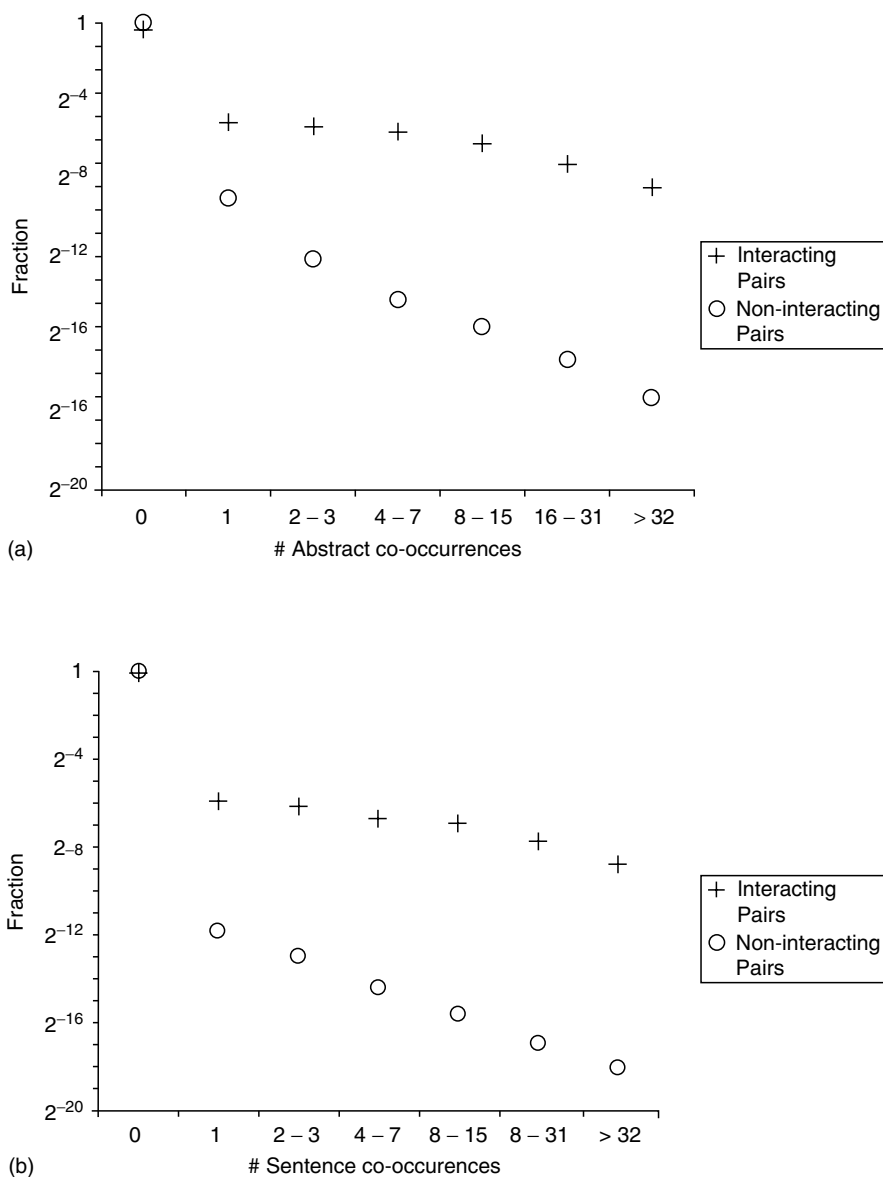 1
2⁻⁴
2⁻⁸
2⁻¹²
2⁻¹⁶
2⁻¹⁶
2⁻²⁰
Fraction
0 1 2 – 3 4 – 7 8 – 15 16 – 31 > 32
# Abstract co-occurrences
(a)
Interacting
Pairs
Non-interacting
Pairs
1
2⁻⁴
2⁻⁸
2⁻¹²
2⁻¹⁶
2⁻²⁰
Fraction
0 1 2 – 3 4 – 7 8 – 15 8 – 31 > 32
# Sentence co-occurences
(b)
Interacting
Pairs
Non-interacting
Pairs